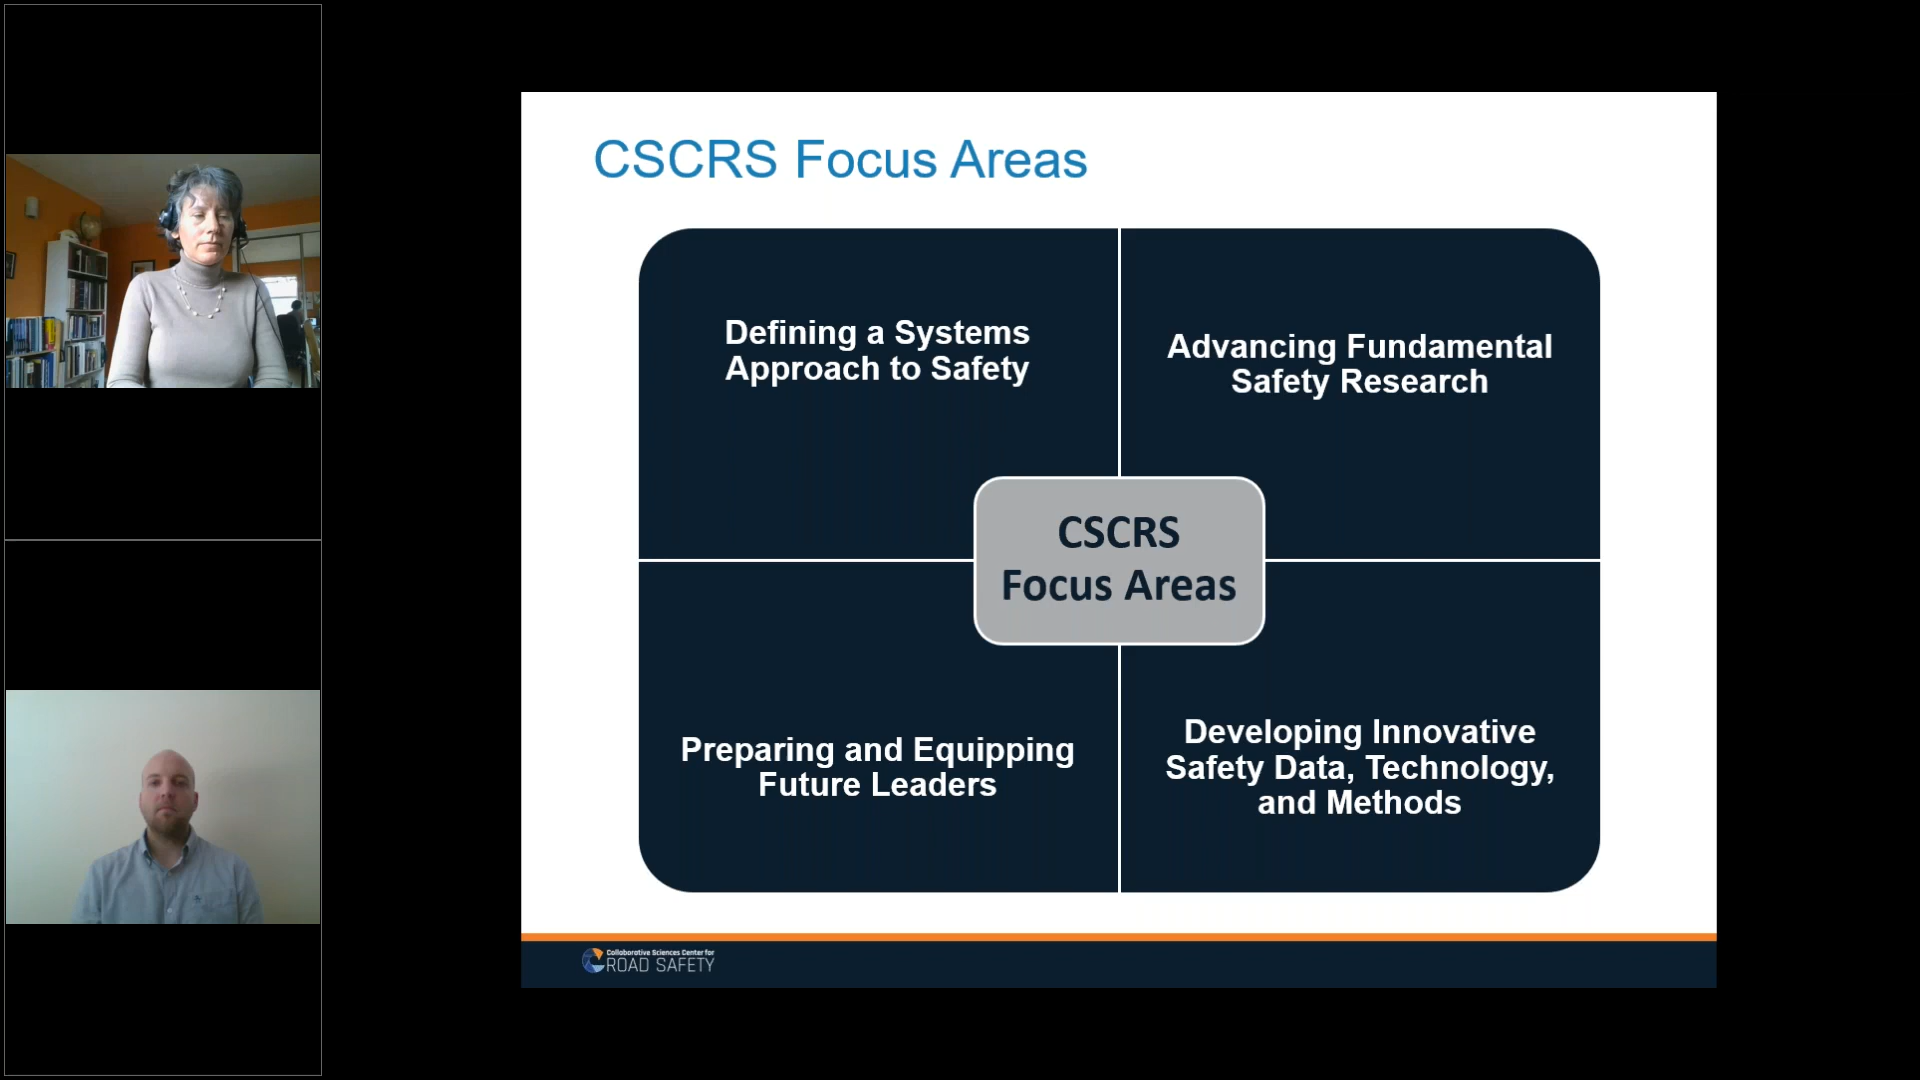 CSCRS Focus Areas
Defining a Systems
Approach to Safety
Advancing Fundamental
Safety Research
CSCRS
Focus Areas
Preparing and Equipping
Future Leaders
Developing Innovative
Safety Data, Technology,
and Methods
Collaborative Sciences Center for
ROAD SAFETY